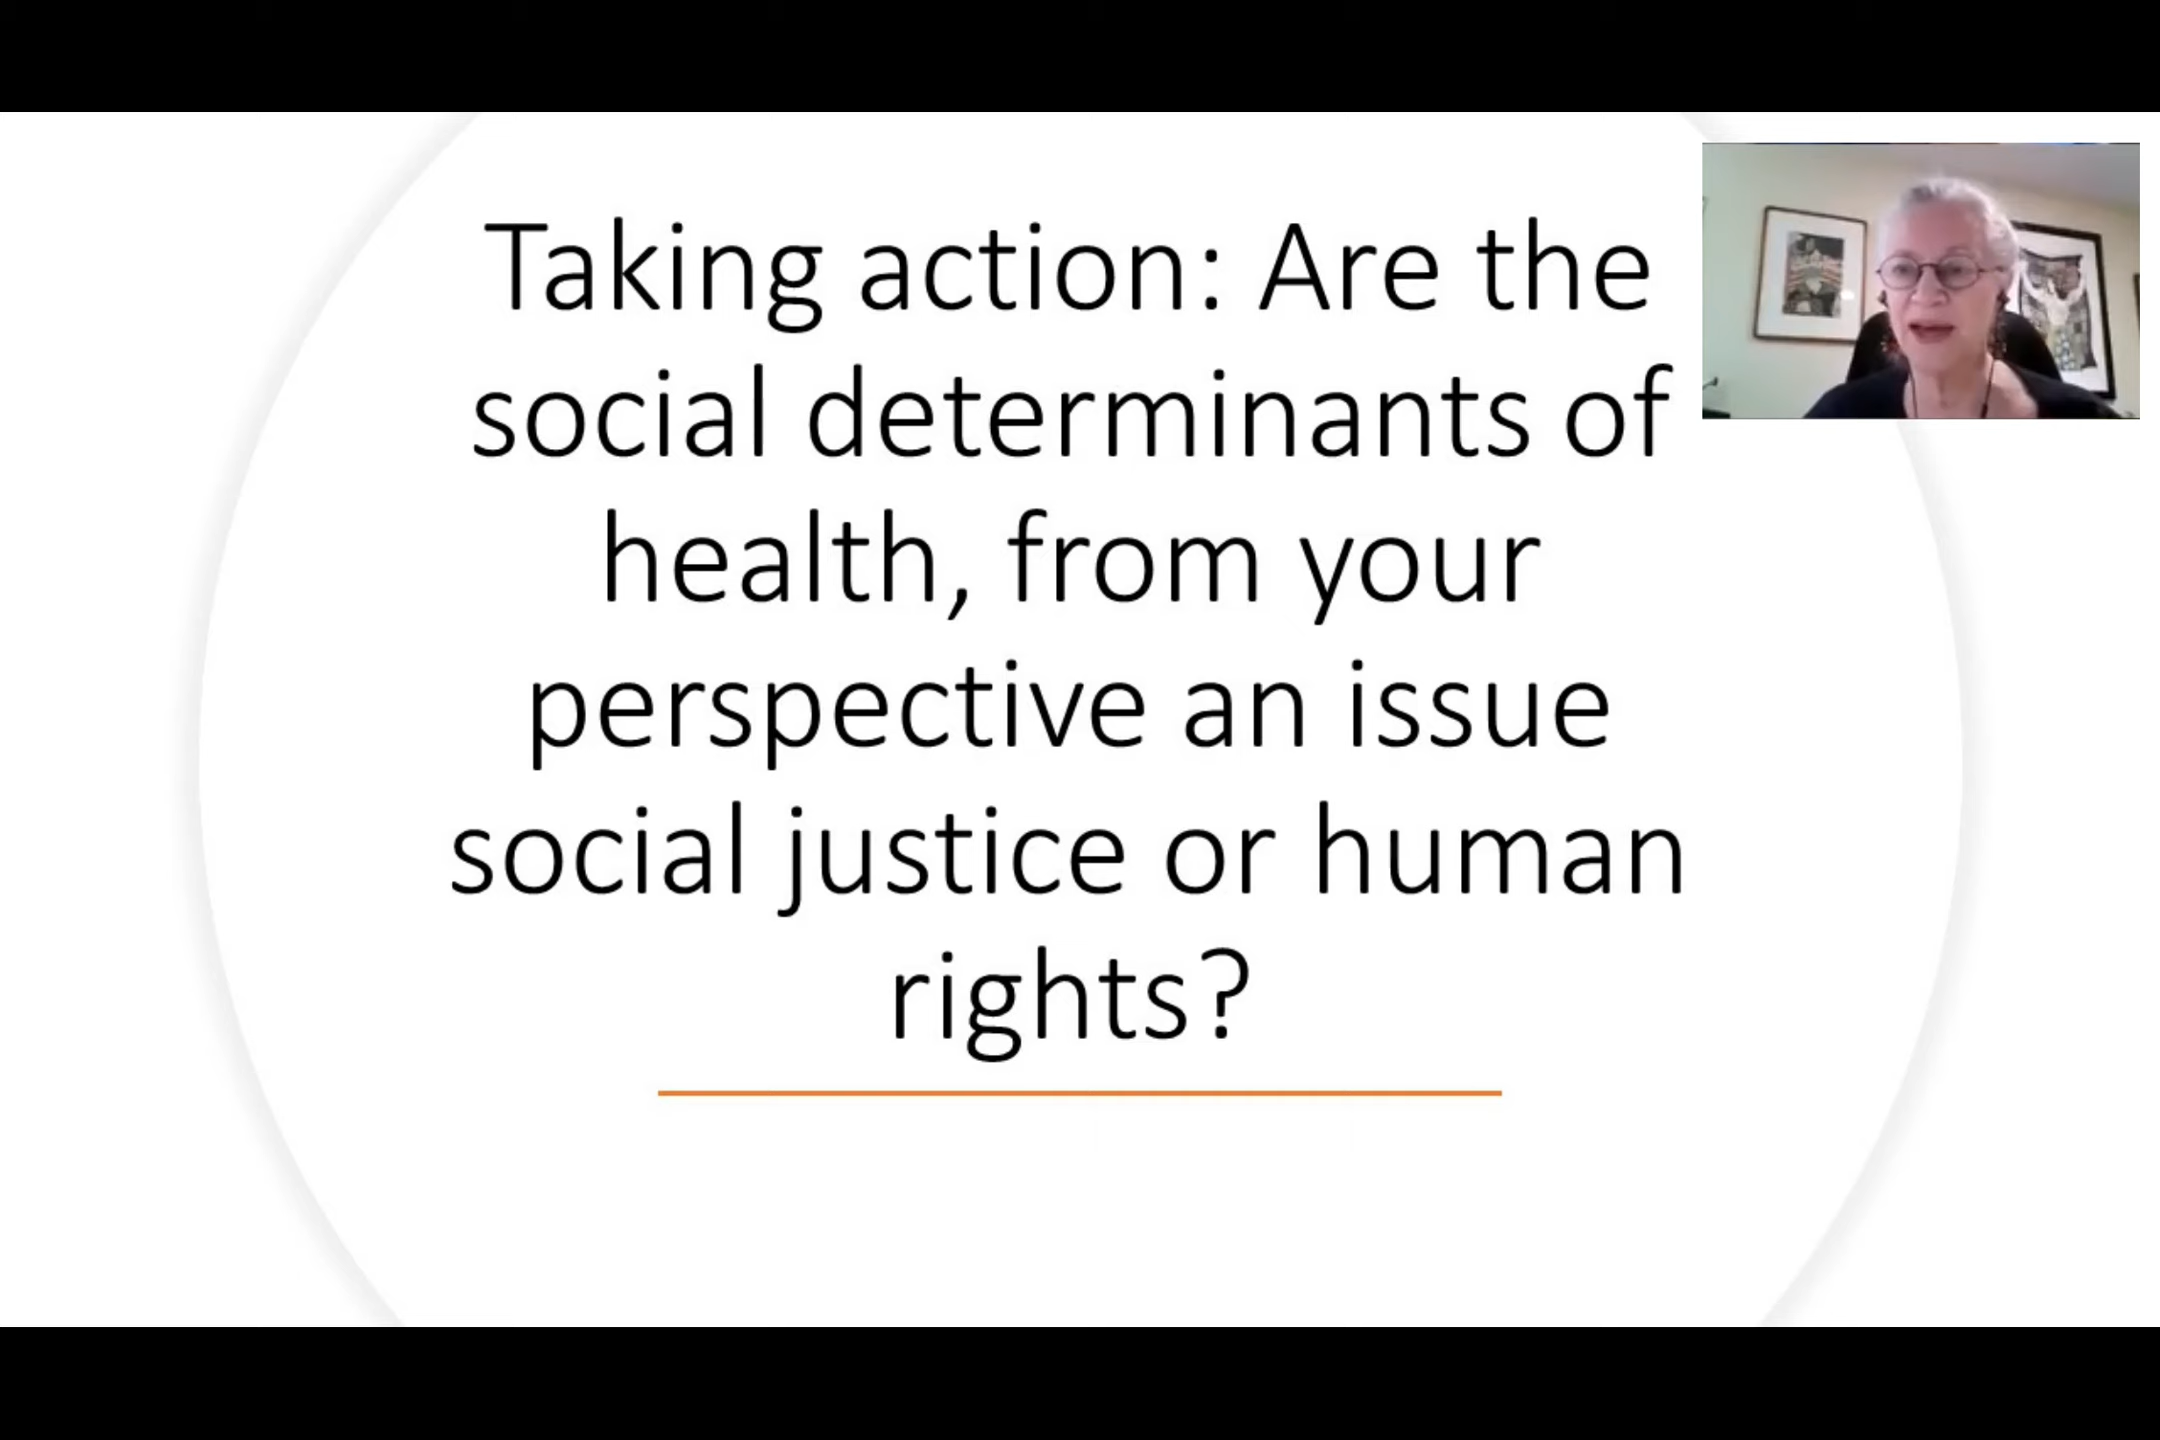 Taking action: Are the
social determinants of
health, from your
perspective an issue
social justice or human
rights?